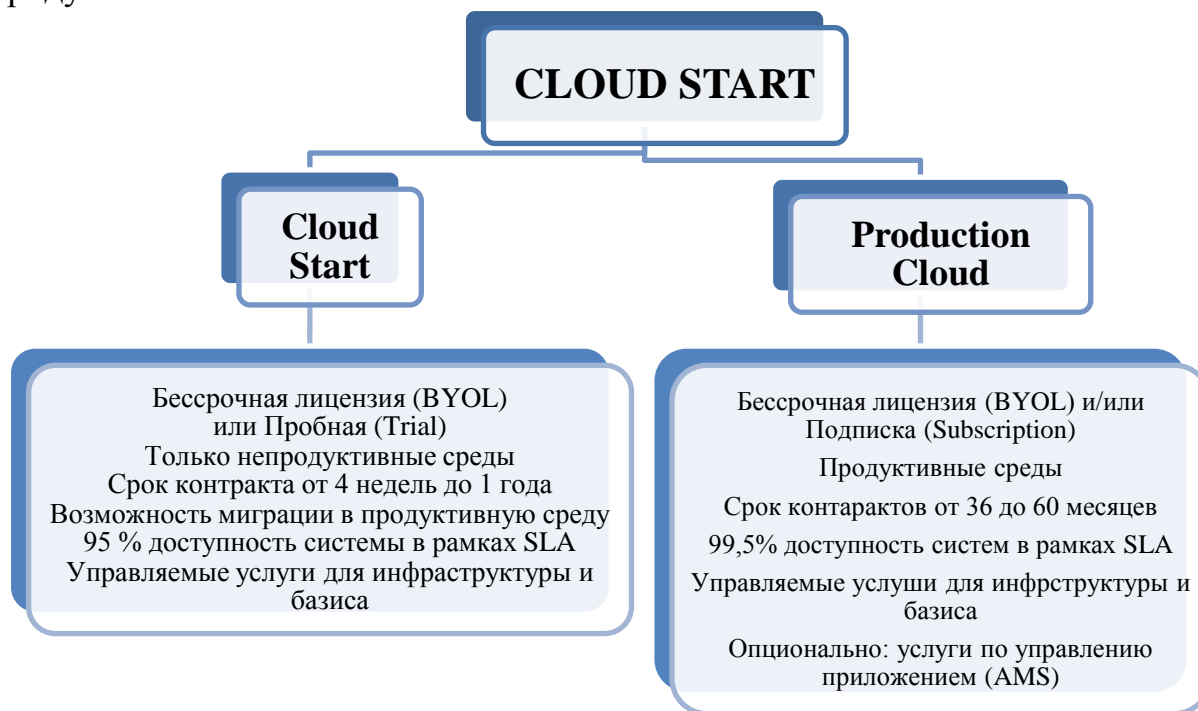 CLOUD START
Cloud
Start
Production
Cloud
Бессрочная лицензия (BYOL)
или Пробная (Trial)
Только непродуктивные среды
Срок контракта от 4 недель до 1 года
Возможность миграции в продуктивную среду
95 % доступность системы в рамках SLA
Управляемые услуги для инфраструктуры и
базиса
Бессрочная лицензия (BYOL) и/или
Подписка (Subscription)
Продуктивные среды
Срок контарактов от 36 до 60 месяцев
99,5% доступность систем в рамках SLA
Управляемые услуши для инфрструктуры и
базиса
Опционально: услуги по управлению
приложением (AMS)